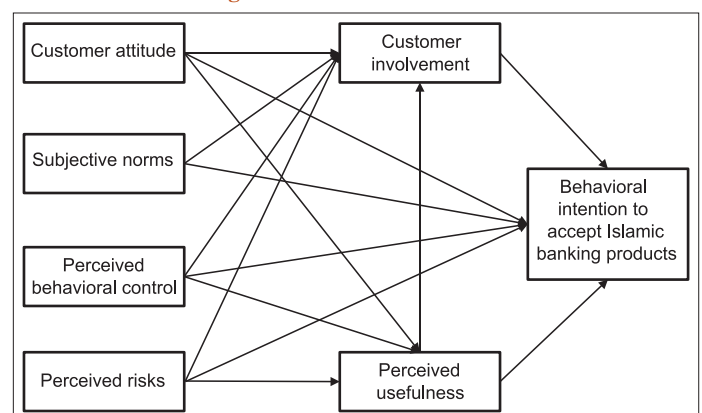 Customer attitude
Customer
involvement
Subjective norms
Behavioral
intention to
accept Islamic
banking products
Perceived
behavioral control
Perceived risks
Perceived
usefulness